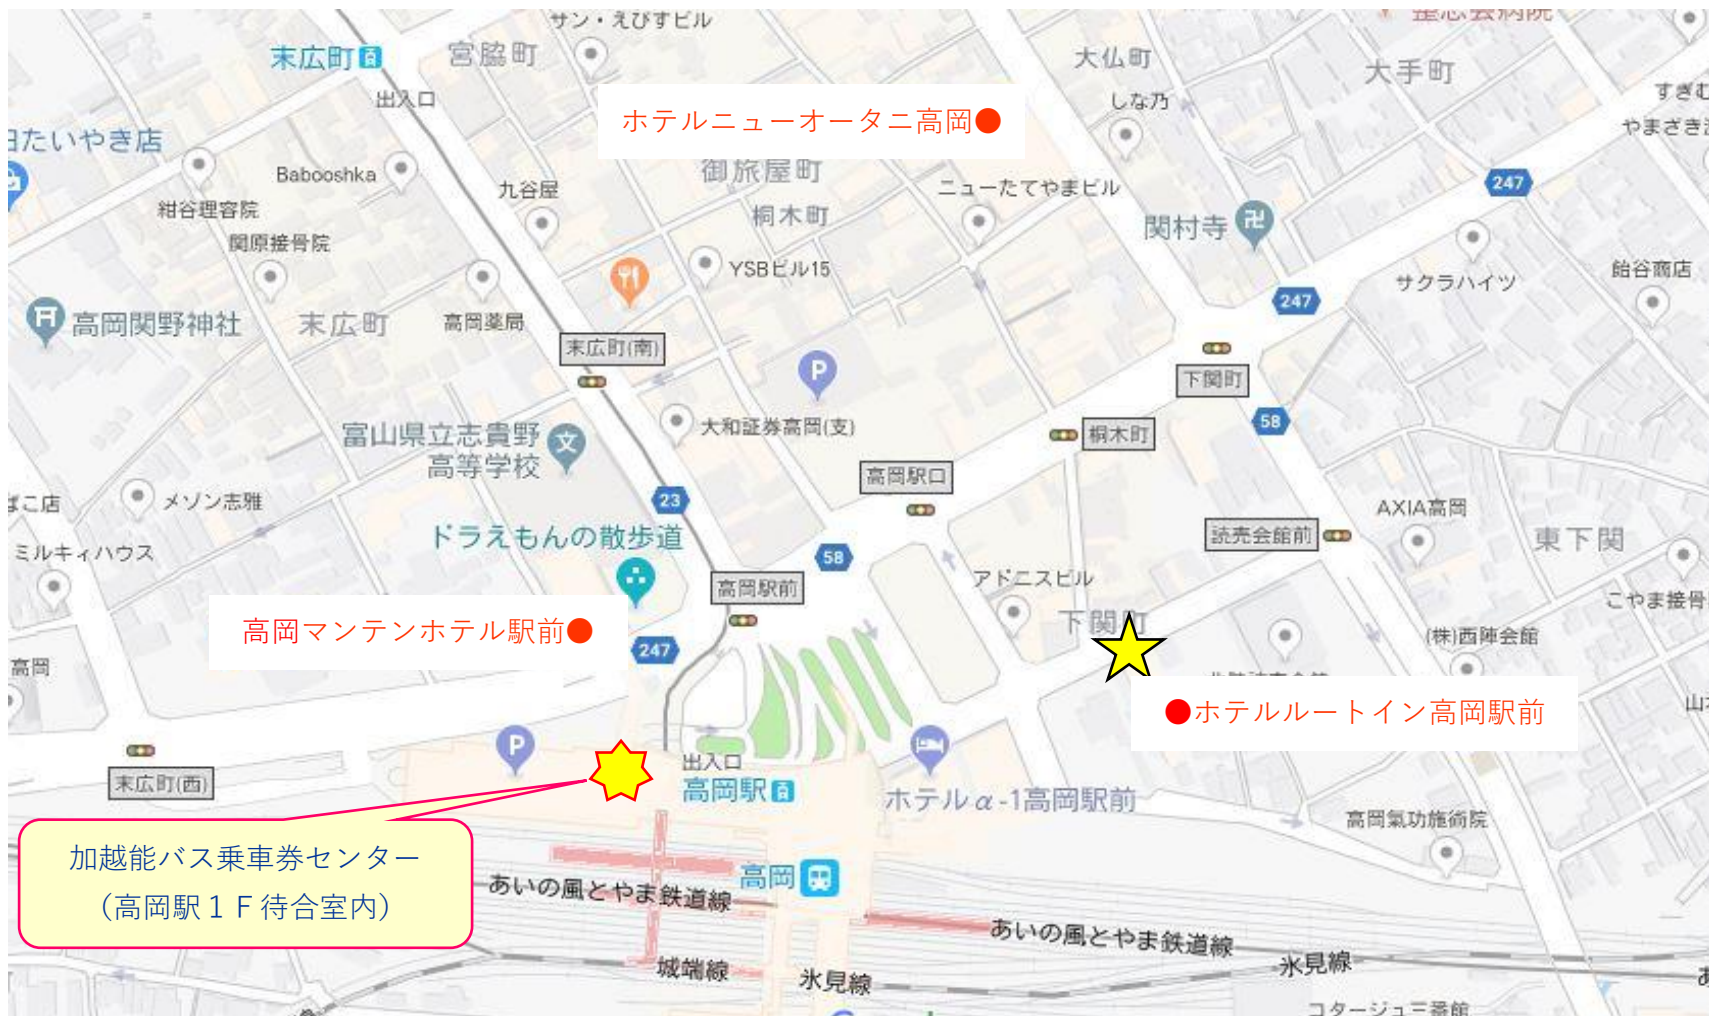 サン・えびすビル
末広町
宮脇町
出入口
大仏町
大手町
しな乃
ホテルニューオータニ高岡●
たいやき店
Babooshka
紺谷理容院
関原接骨院
九谷屋
御旅屋町
桐木町
ニューたてやまビル
関村寺
247
サクラハイツ
飴谷商店
YSBビル15
高岡関野神社
末広町
高岡薬局
末広町(南)
247
下関町
58
P
大和証券高岡(支)
桐木町
富山県立志貴野
高等学校
高岡駅口
メゾン志雅
23
AXIA高岡
読売会館前
東下関
ドラえもんの散歩道
58
ミルキィハウス
高岡駅前
アドニスビル
下関町
高岡マンテンホテル駅前●
247
(株)西陣会館
こやま接骨
高岡
●ホテルルートイン高岡駅前
P
出入口
高岡駅
末広町(西)
ホテルα-1高岡駅前
高岡氣功施術院
加越能バス乗車券センター
（高岡駅１Ｆ待合室内）
高岡
あいの風とやま鉄道線
あいの風とやま鉄道線
城端線
氷見線
氷見線